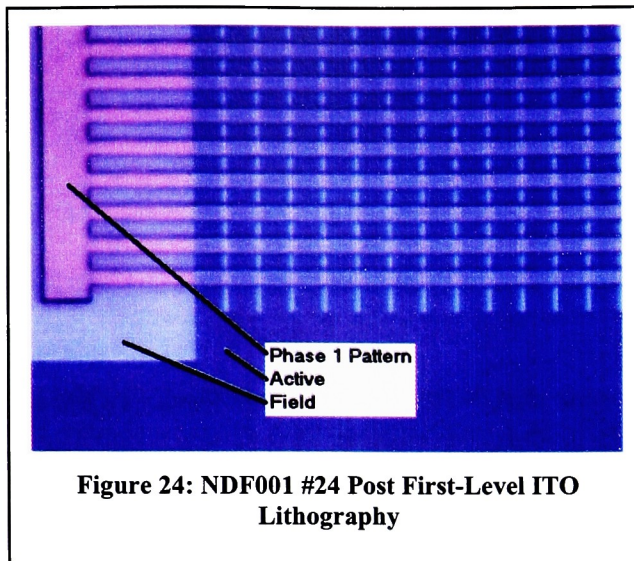 Phase 1 Pattern
Active
Field
Figure 24: NDF001 #24 Post First-Level ITO
Lithography